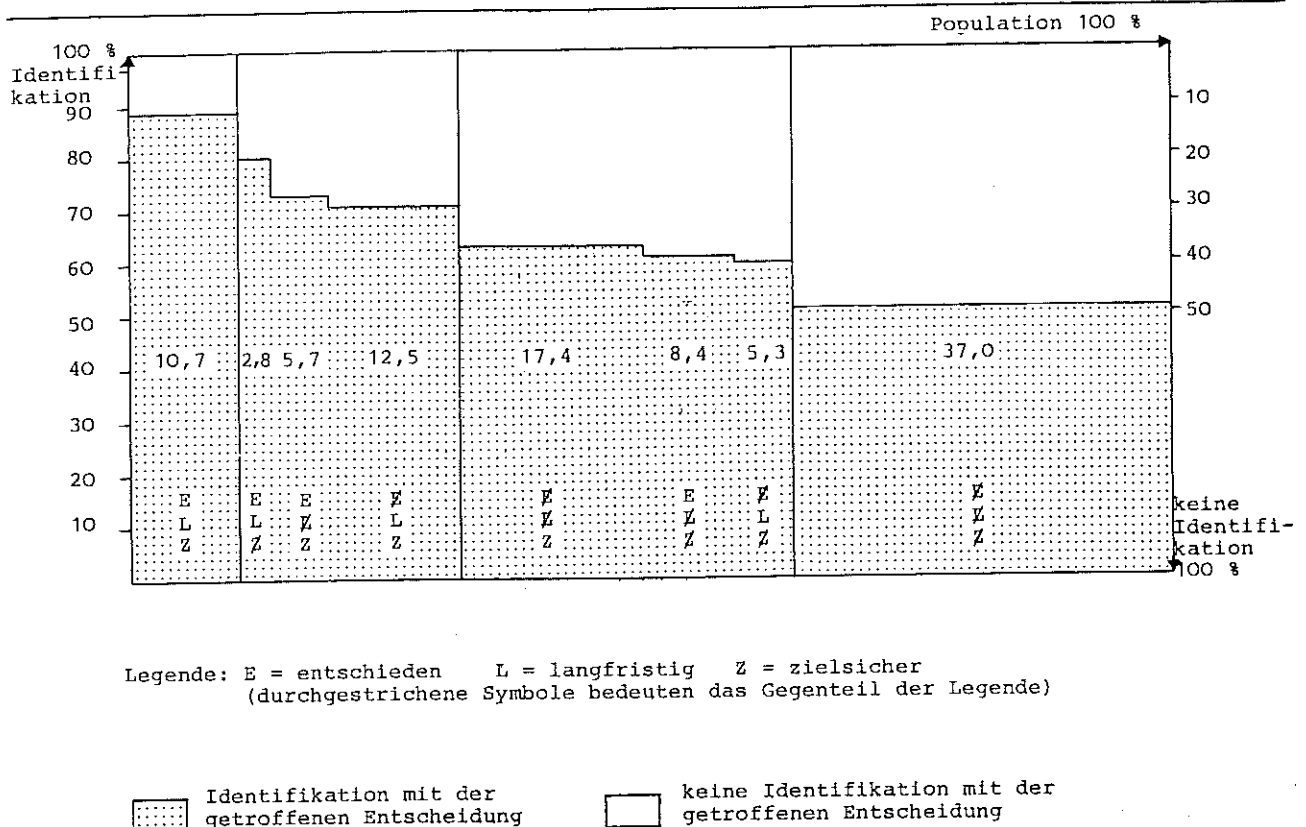 Population 100 %
100 %
Identifi-
kation
90
80
70
60
50
40
30
20
10
10
20
30
40
50
keine
Identifi-
kation
100 %
10,7 2,8 5,7 12,5 17,4 8,4 5,3 37,0
E E E E̸ E̸ E E̸ E̸
L L L̸ L L̸ L̸ L L̸
Z Z̸ Z Z Z Z̸ Z̸ Z̸
Legende: E = entschieden L = langfristig Z = zielsicher
(durchgestrichene Symbole bedeuten das Gegenteil der Legende)
Identifikation mit der
getroffenen Entscheidung
keine Identifikation mit der
getroffenen Entscheidung